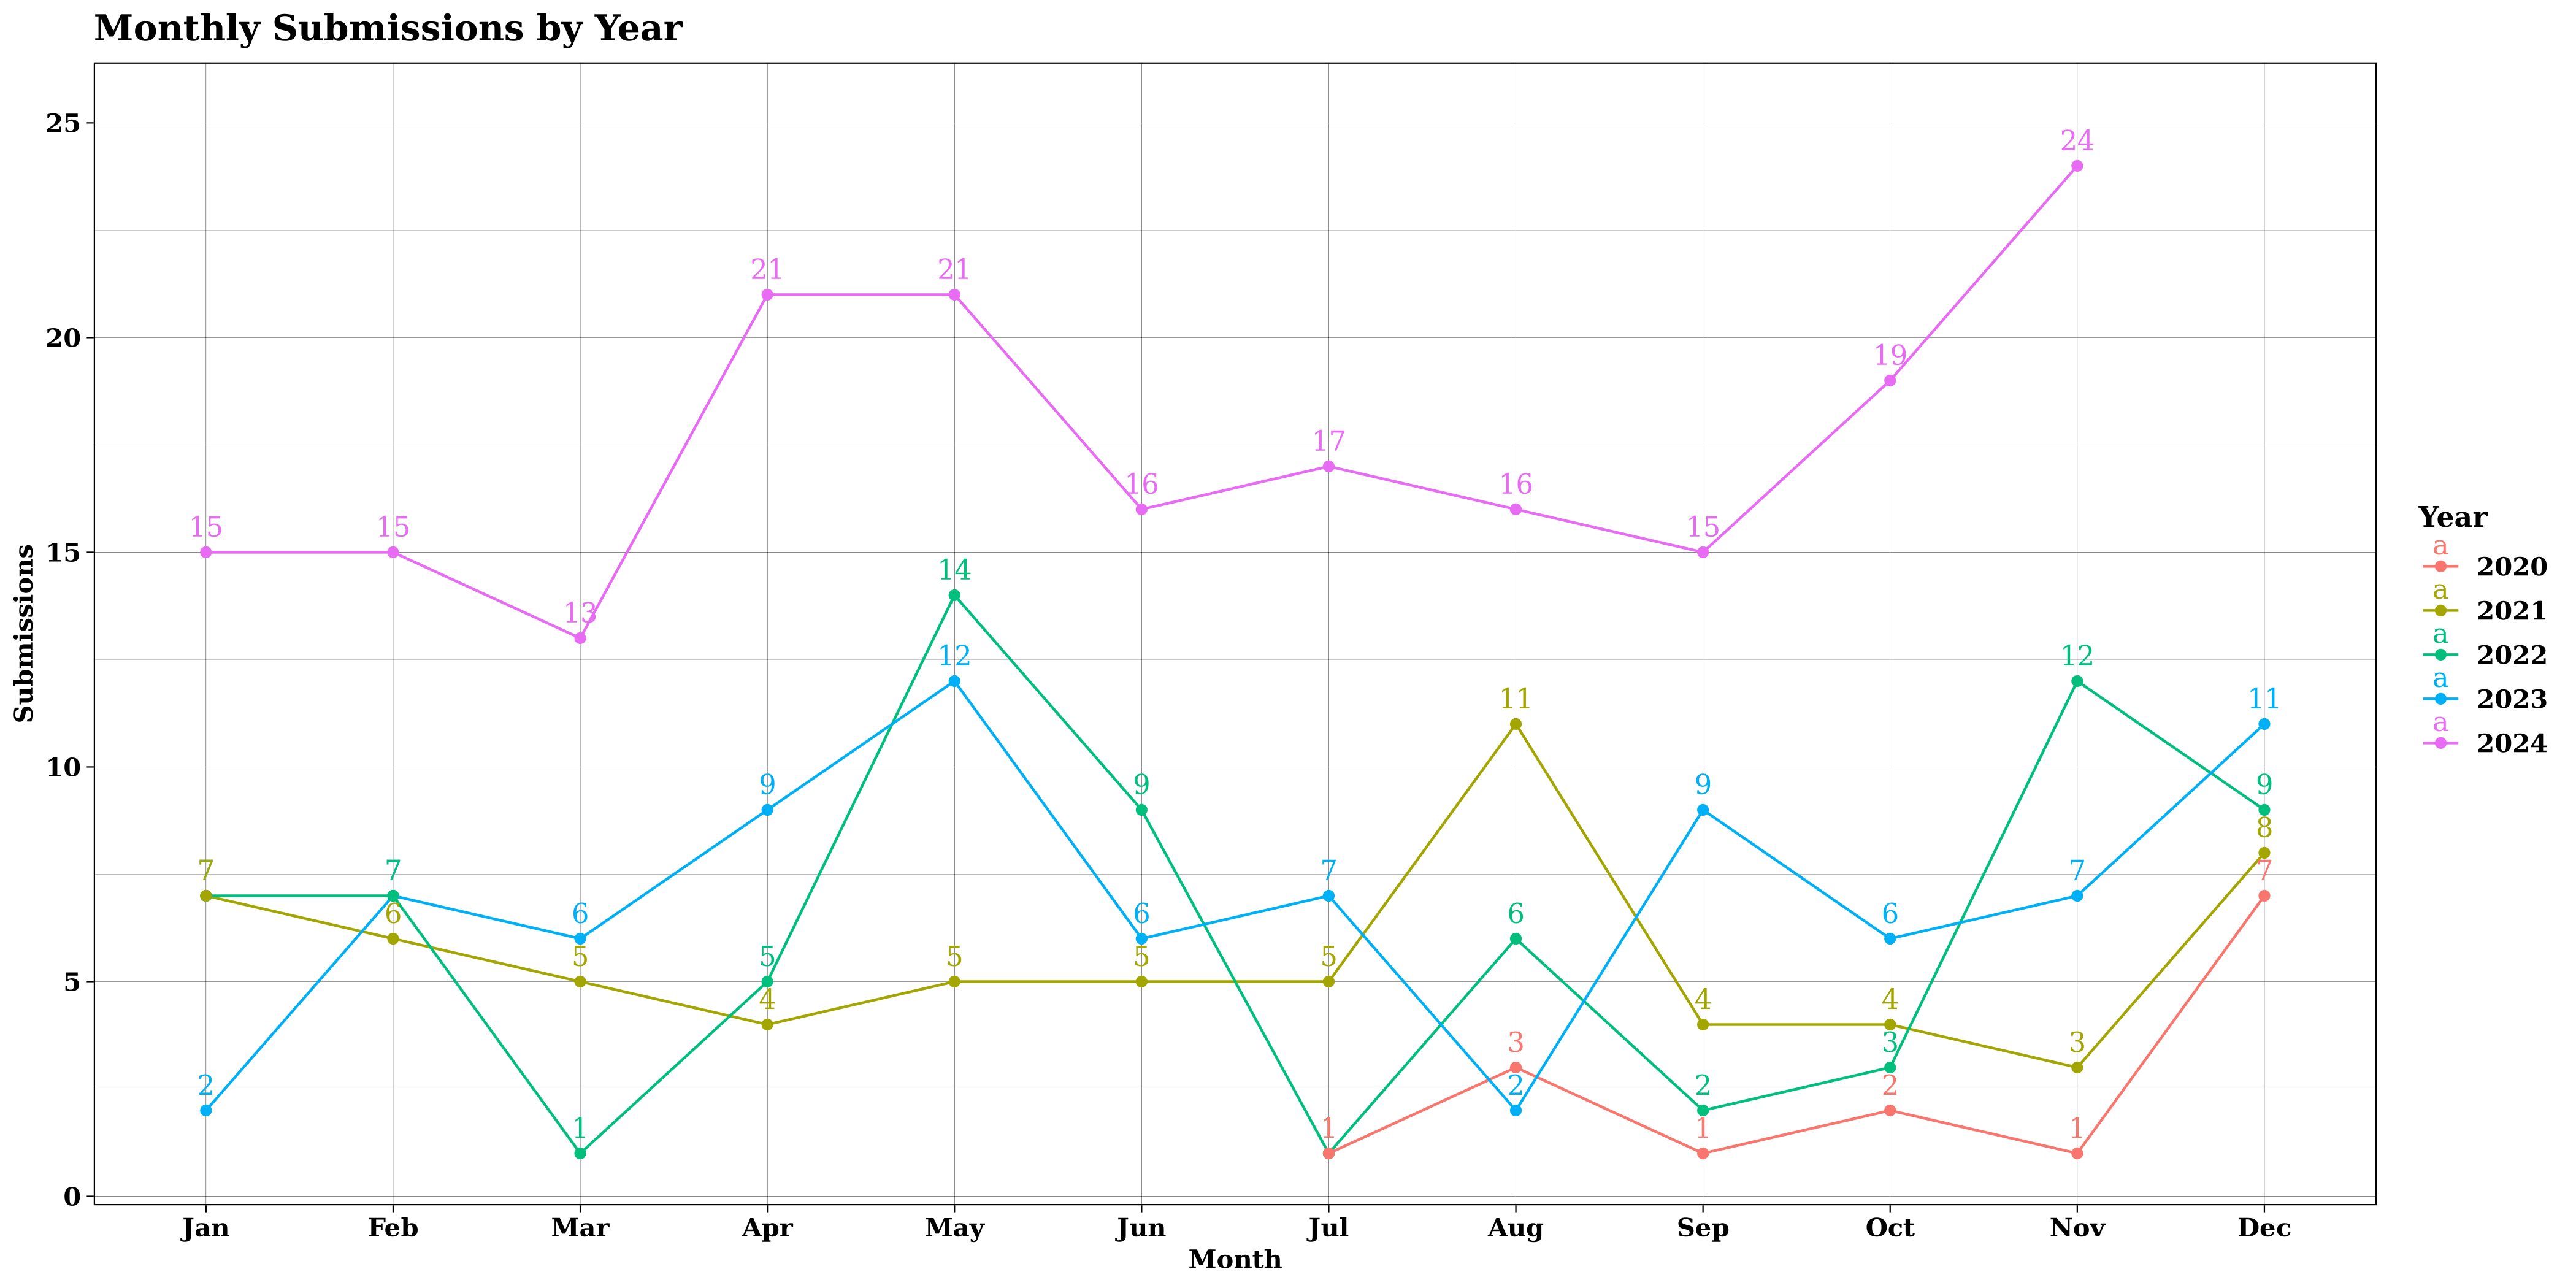 Monthly Submissions by Year
25
24
21 21
20
19
17
16 16
15 15 15
15
14
13
12 12
11 11
10
9 9 9 9
8
7 7 7 7 7
6 6 6 6 6
5 5 5 5 5 5
5
4 4 4
3 3 3
2 2 2 2
1 1 1 1
0
Jan Feb Mar Apr May Jun Jul Aug Sep Oct Nov Dec
Month
Submissions
Year
a
2020
a
2021
a
2022
a
2023
a
2024